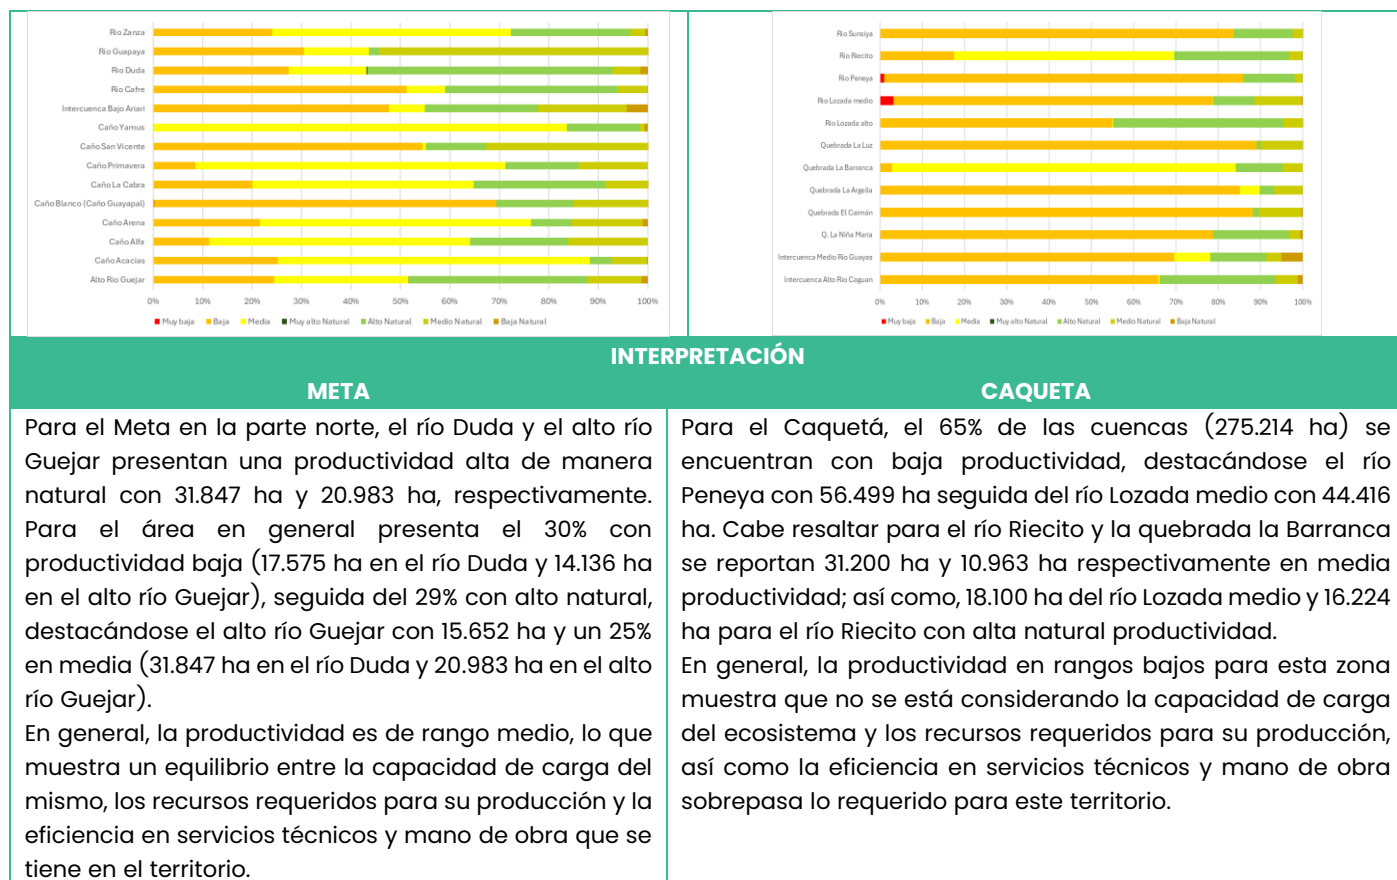 Río Zanza
Río Guapaya
Río Duda
Río Cafre
Intercuenca Bajo Ariari
Caño Yamus
Caño San Vicente
Caño Primavera
Caño La Cabra
Caño Blanco (Caño Guayapal)
Caño Arena
Caño Alfa
Caño Acacias
Alto Río Guejar
0% 10% 20% 30% 40% 50% 60% 70% 80% 90% 100%
Muy baja Baja Media Muy alto Natural Alto Natural Medio Natural Baja Natural
Río Sunsiya
Río Riecito
Río Peneya
Río Lozada medio
Río Lozada alto
Quebrada La Luz
Quebrada La Barranca
Quebrada La Argelia
Quebrada El Caimán
Q. La Niña Maria
Intercuenca Medio Río Guayas
Intercuenca Alto Río Caguan
0% 10% 20% 30% 40% 50% 60% 70% 80% 90% 100%
Muy baja Baja Media Muy alto Natural Alto Natural Medio Natural Baja Natural
INTERPRETACIÓN
META
Para el Meta en la parte norte, el río Duda y el alto río
Guejar presentan una productividad alta de manera
natural con 31.847 ha y 20.983 ha, respectivamente.
Para el área en general presenta el 30% con
productividad baja (17.575 ha en el río Duda y 14.136 ha
en el alto río Guejar), seguida del 29% con alto natural,
destacándose el alto río Guejar con 15.652 ha y un 25%
en media (31.847 ha en el río Duda y 20.983 ha en el alto
río Guejar).
En general, la productividad es de rango medio, lo que
muestra un equilibrio entre la capacidad de carga del
mismo, los recursos requeridos para su producción y la
eficiencia en servicios técnicos y mano de obra que se
tiene en el territorio.
CAQUETA
Para el Caquetá, el 65% de las cuencas (275.214 ha) se
encuentran con baja productividad, destacándose el río
Peneya con 56.499 ha seguida del río Lozada medio con 44.416
ha. Cabe resaltar para el río Riecito y la quebrada la Barranca
se reportan 31.200 ha y 10.963 ha respectivamente en media
productividad; así como, 18.100 ha del río Lozada medio y 16.224
ha para el río Riecito con alta natural productividad.
En general, la productividad en rangos bajos para esta zona
muestra que no se está considerando la capacidad de carga
del ecosistema y los recursos requeridos para su producción,
así como la eficiencia en servicios técnicos y mano de obra
sobrepasa lo requerido para este territorio.